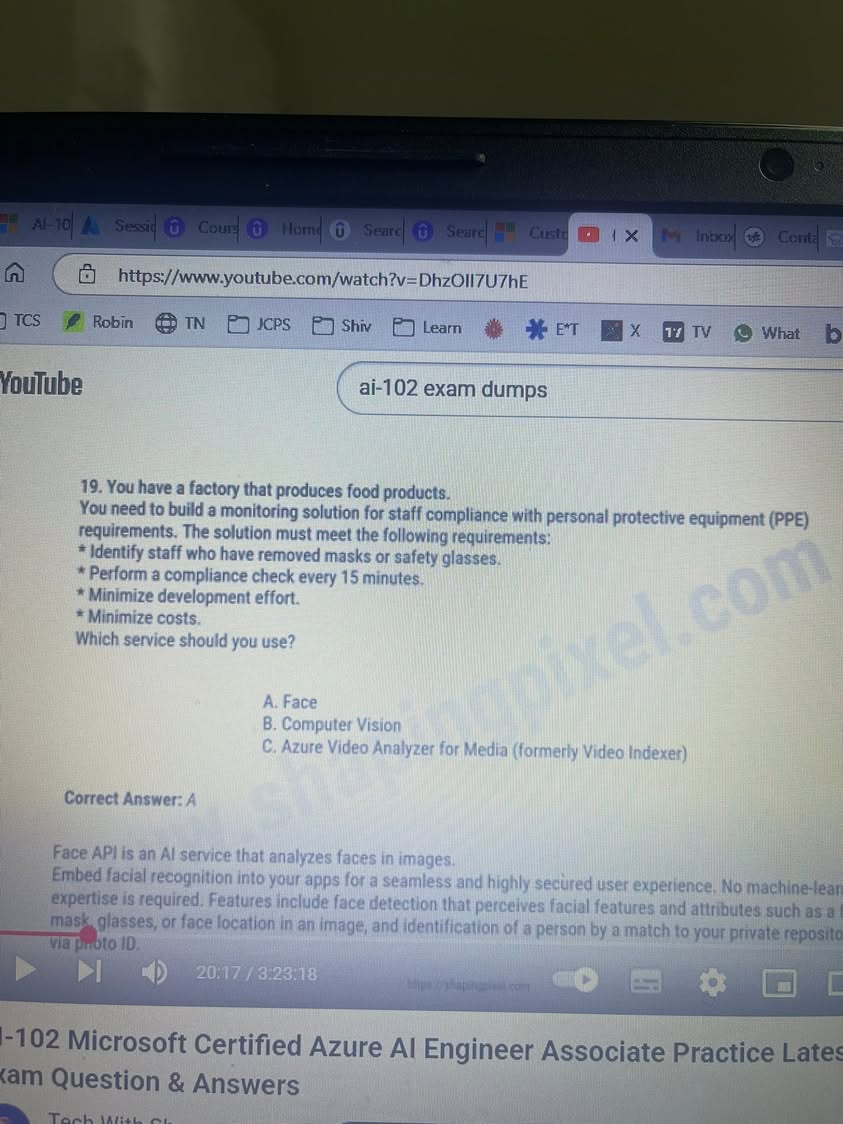 AI-10 Sessic Cours Home Searc Searc Custo Inbox Conta
https://www.youtube.com/watch?v=DhzOIl7U7hE
TCS Robin TN JCPS Shiv Learn E*T X 17 TV What b
YouTube
ai-102 exam dumps
19. You have a factory that produces food products.
You need to build a monitoring solution for staff compliance with personal protective equipment (PPE)
requirements. The solution must meet the following requirements:
* Identify staff who have removed masks or safety glasses.
* Perform a compliance check every 15 minutes.
* Minimize development effort.
* Minimize costs.
Which service should you use?
A. Face
B. Computer Vision
C. Azure Video Analyzer for Media (formerly Video Indexer)
Correct Answer: A
www.shapingpixel.com
Face API is an AI service that analyzes faces in images.
Embed facial recognition into your apps for a seamless and highly secured user experience. No machine-lear
expertise is required. Features include face detection that perceives facial features and attributes such as a
mask, glasses, or face location in an image, and identification of a person by a match to your private reposito
via photo ID.
20:17 / 3:23:18
https://shapingpixel.com
I-102 Microsoft Certified Azure AI Engineer Associate Practice Lates
xam Question & Answers
Tech With